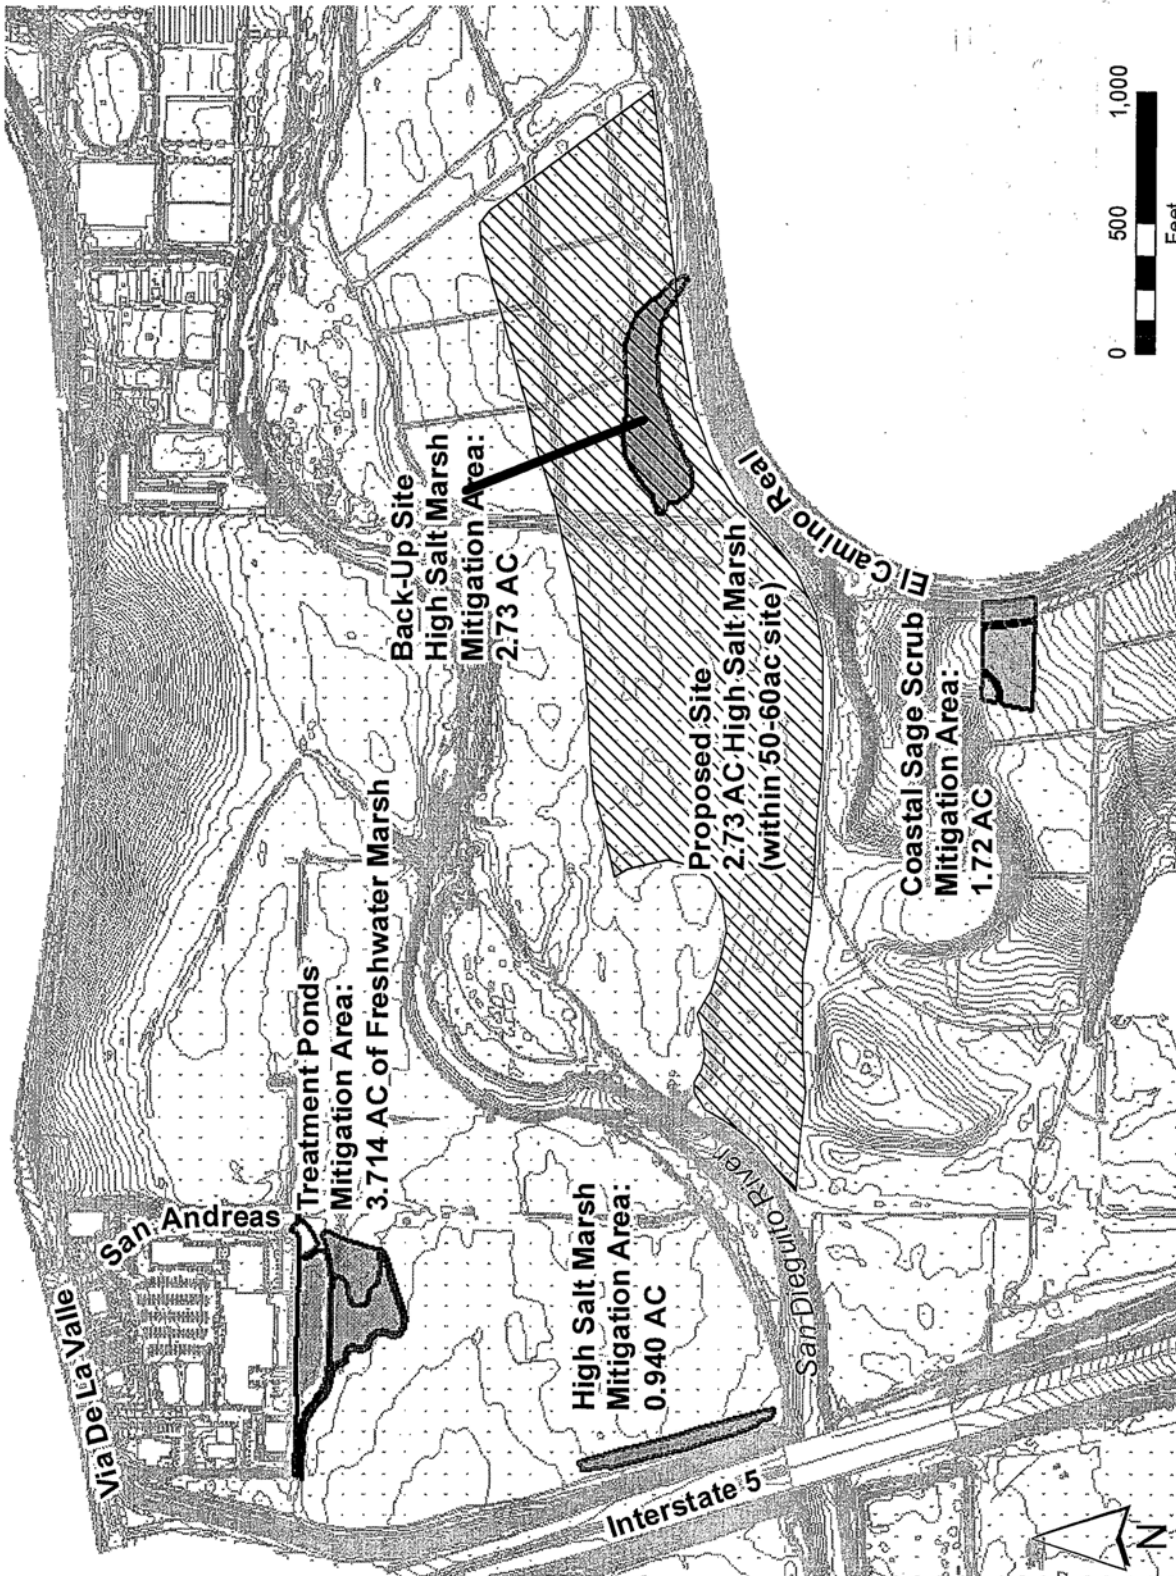 Via De La Valle
San Andreas
Treatment Ponds
Mitigation Area:
3.714 AC of Freshwater Marsh
Back-Up Site
High Salt Marsh
Mitigation Area:
2.73 AC
High Salt Marsh
Mitigation Area:
0.940 AC
Proposed Site
2.773 AC High Salt Marsh
(within 50-60ac site)
El Camino Real
San Dieguito River
Interstate 5
Coastal Sage Scrub
Mitigation Area:
1.72 AC
N
0 500 1,000
Feet